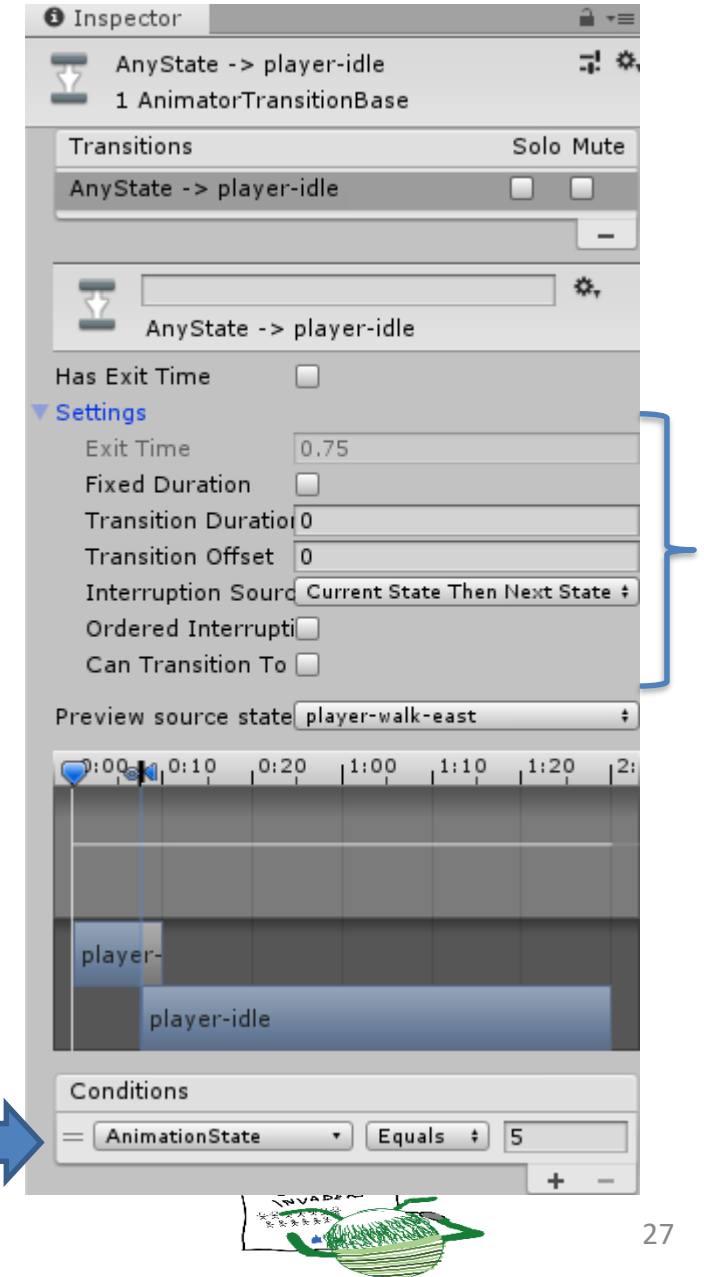 Inspector
AnyState -> player-idle
1 AnimatorTransitionBase
Transitions Solo Mute
AnyState -> player-idle
AnyState -> player-idle
Has Exit Time
Settings
Exit Time 0.75
Fixed Duration
Transition Duratio 0
Transition Offset 0
Interruption Sourc Current State Then Next State
Ordered Interrupti
Can Transition To
Preview source state player-walk-east
0:00 0:10 0:20 1:00 1:10 1:20 2:
player-
player-idle
Conditions
AnimationState Equals 5
27